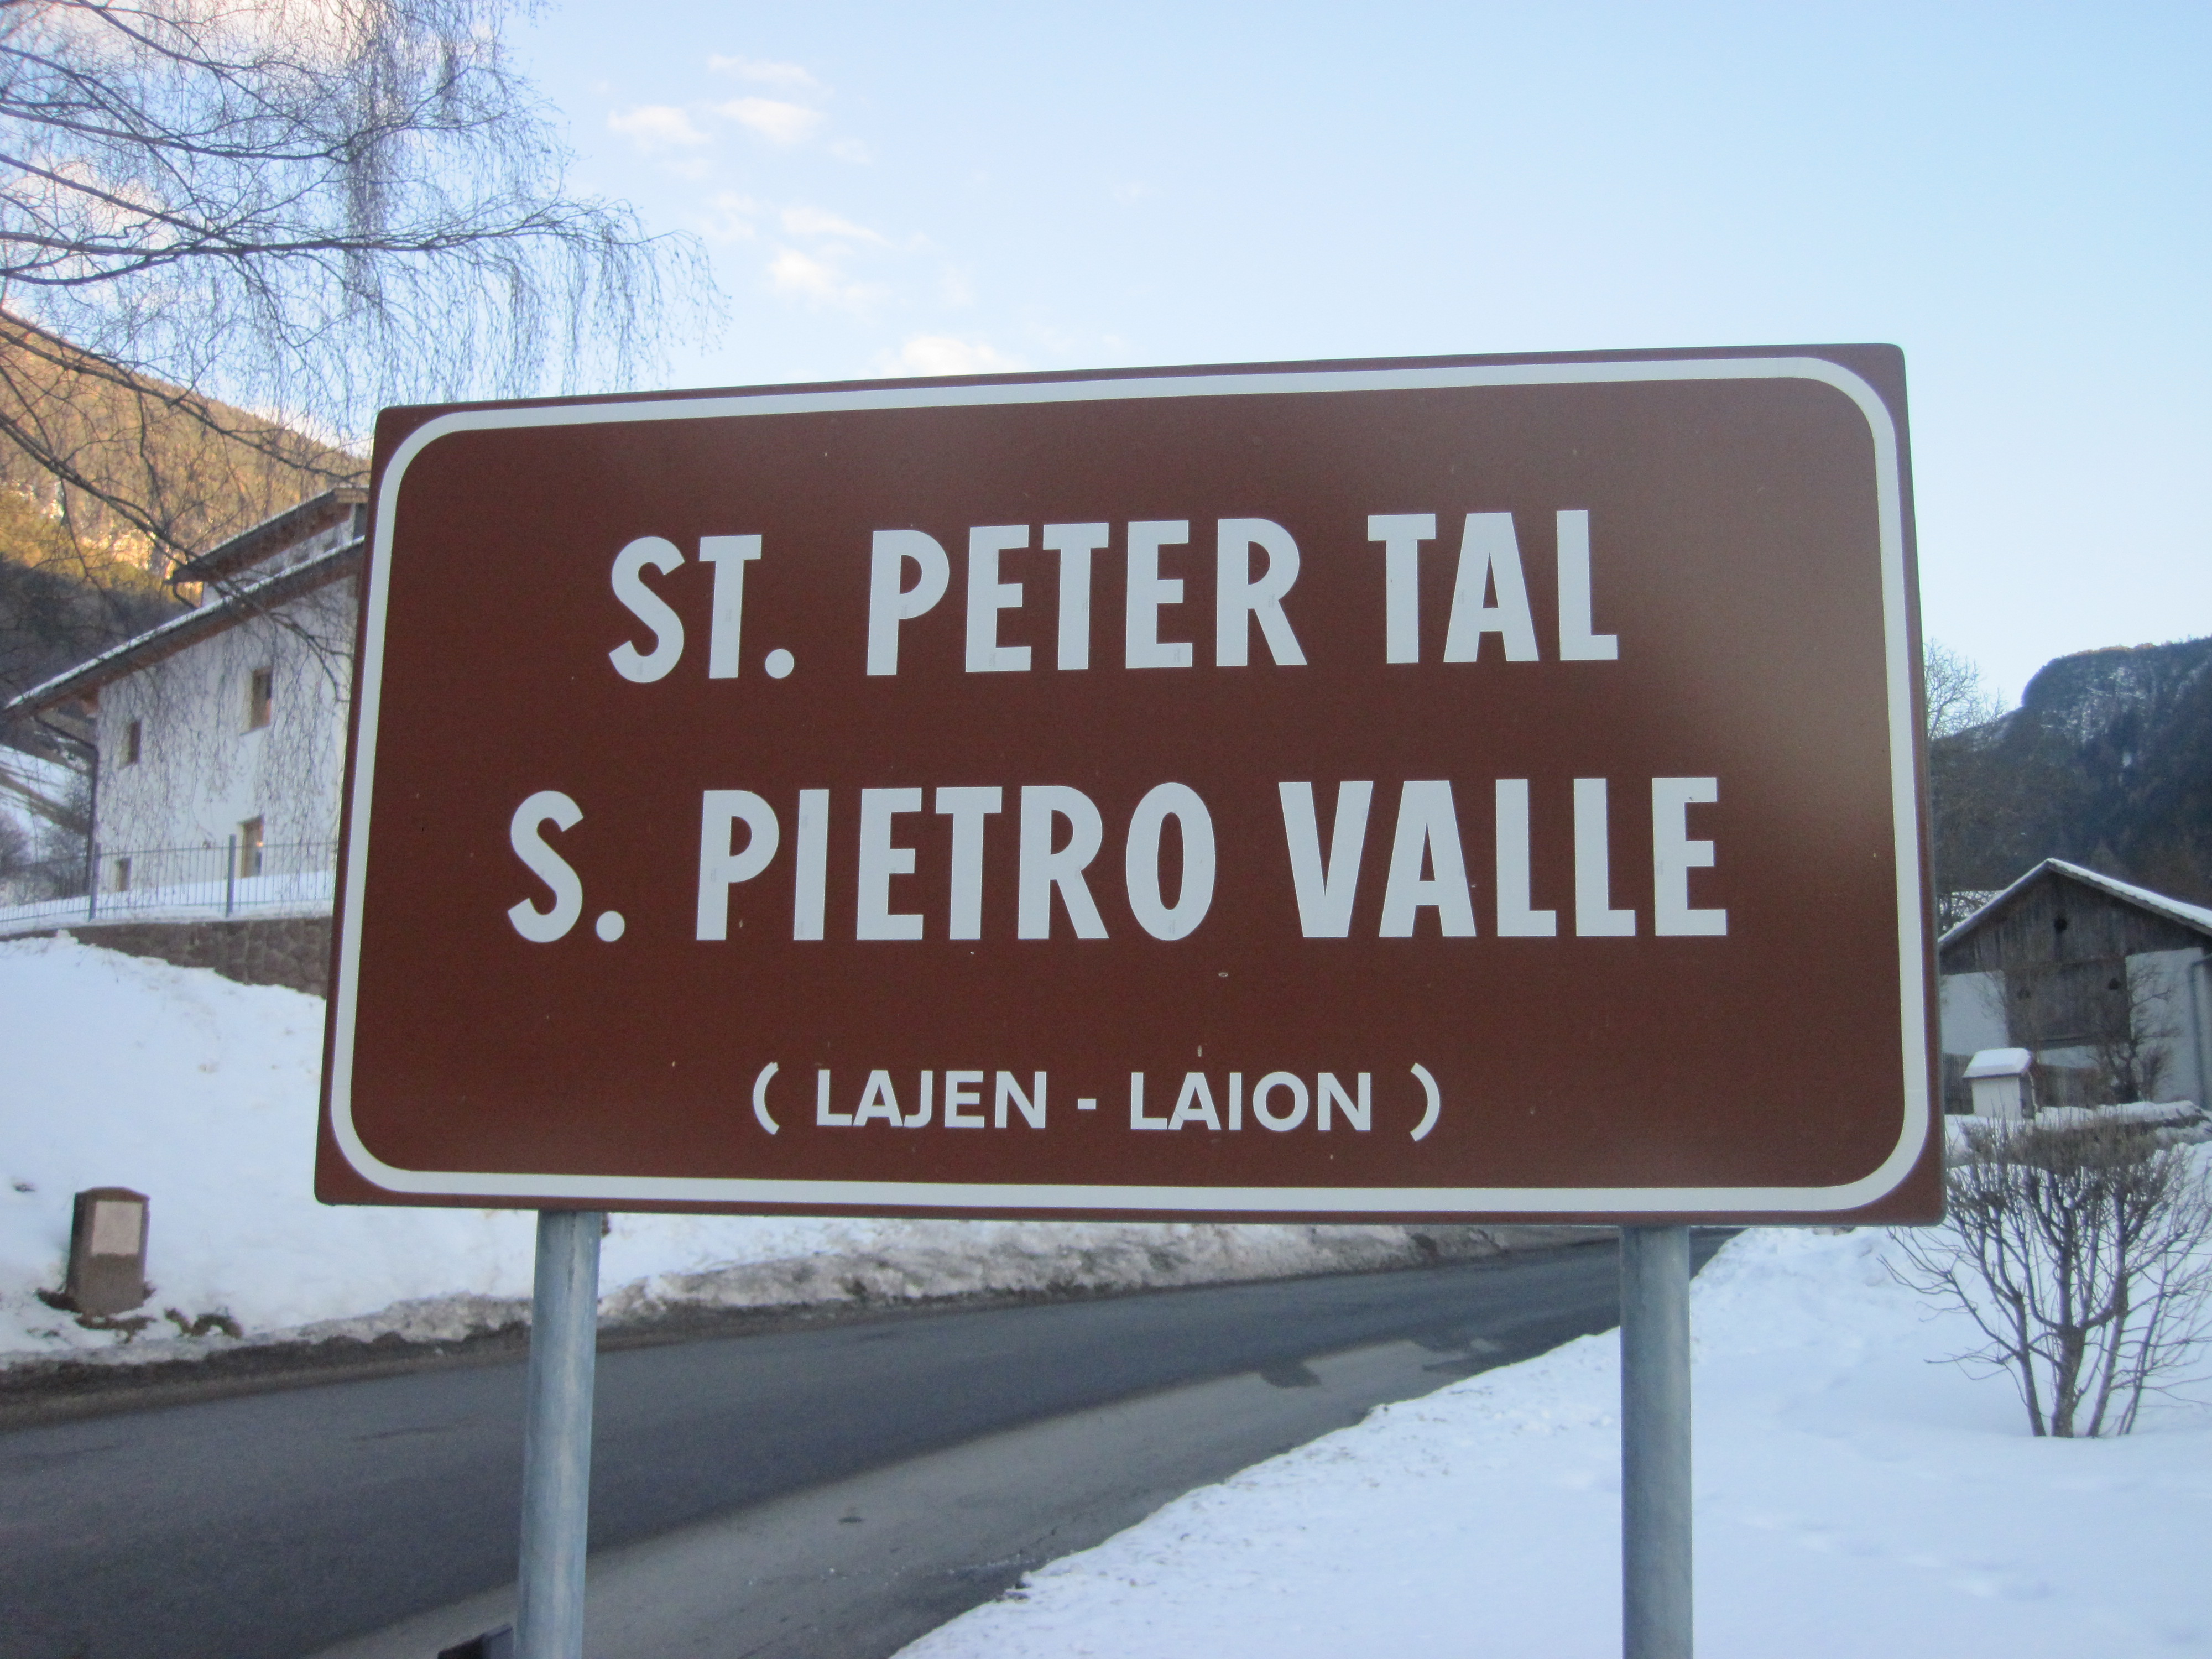 ST. PETER TAL
S. PIETRO VALLE
( LAJEN - LAION )